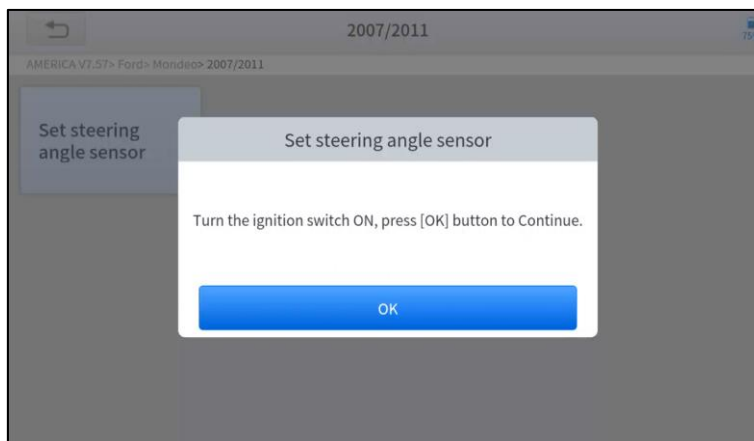 2007/2011
AMERICA V7.57> Ford> Mondeo> 2007/2011
Set steering
angle sensor
Set steering angle sensor
Turn the ignition switch ON, press [OK] button to Continue.
OK